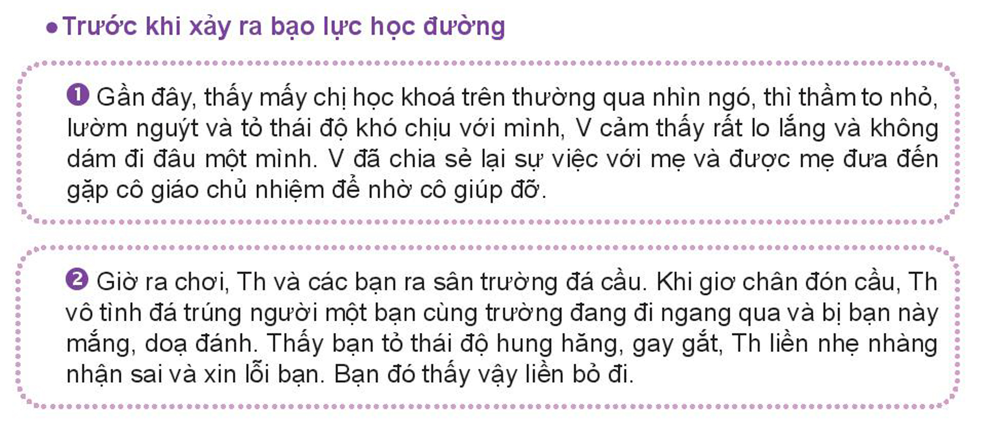 • Trước khi xảy ra bạo lực học đường
1 Gần đây, thấy mấy chị học khoá trên thường qua nhìn ngó, thì thầm to nhỏ,
lườm nguýt và tỏ thái độ khó chịu với mình, V cảm thấy rất lo lắng và không
dám đi đâu một mình. V đã chia sẻ lại sự việc với mẹ và được mẹ đưa đến
gặp cô giáo chủ nhiệm để nhờ cô giúp đỡ.
2 Giờ ra chơi, Th và các bạn ra sân trường đá cầu. Khi giơ chân đón cầu, Th
vô tình đá trúng người một bạn cùng trường đang đi ngang qua và bị bạn này
mắng, doạ đánh. Thấy bạn tỏ thái độ hung hăng, gay gắt, Th liền nhẹ nhàng
nhận sai và xin lỗi bạn. Bạn đó thấy vậy liền bỏ đi.